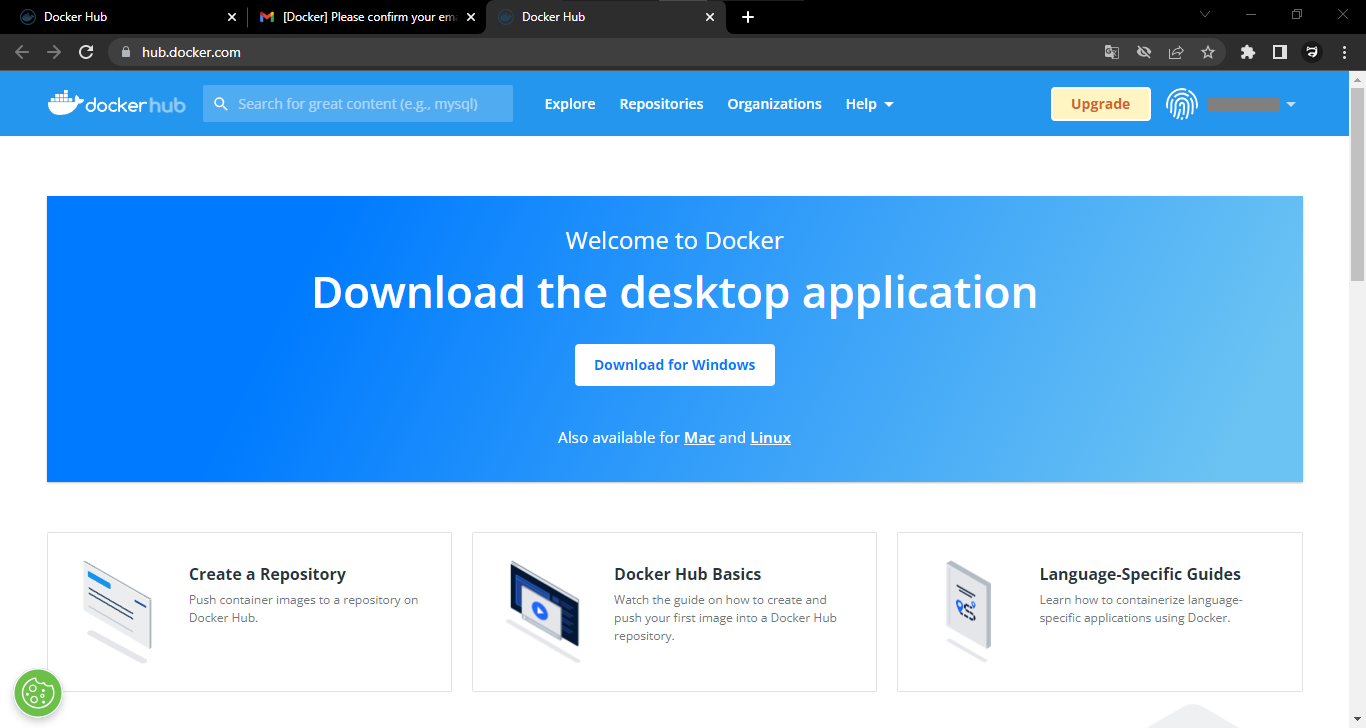 Docker Hub
[Docker] Please confirm your ema
Docker Hub
hub.docker.com
dockerhub
Search for great content (e.g., mysql)
Explore
Repositories
Organizations
Help
Upgrade
Welcome to Docker
Download the desktop application
Download for Windows
Also available for Mac and Linux
Create a Repository
Push container images to a repository on
Docker Hub.
Docker Hub Basics
Watch the guide on how to create and
push your first image into a Docker Hub
repository.
Language-Specific Guides
Learn how to containerize language-
specific applications using Docker.